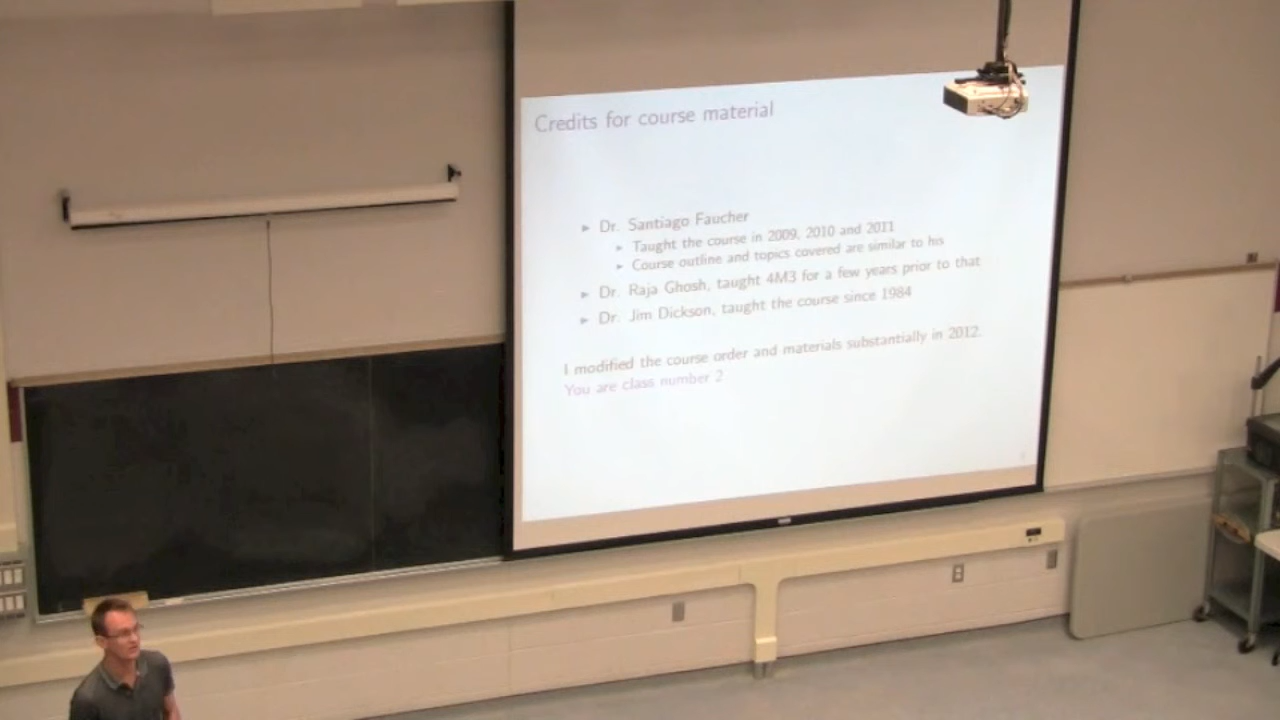 Credits for course material
Dr. Santiago Faucher
Taught the course in 2009, 2010 and 2011
Course outline and topics covered are similar to his
Dr. Raja Ghosh, taught 4M3 for a few years prior to that
Dr. Jim Dickson, taught the course since 1984
I modified the course order and materials substantially in 2012.
You are class number 2